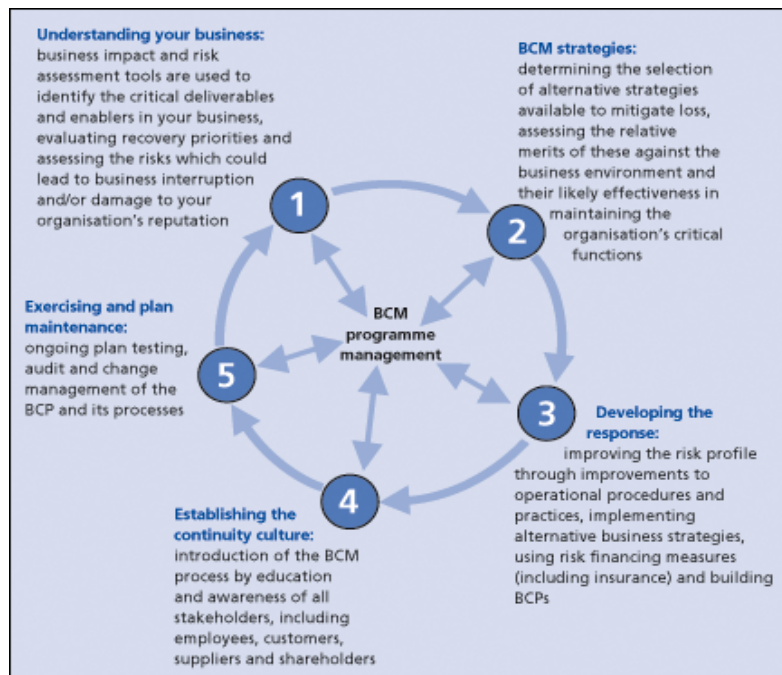 Understanding your business:
business impact and risk
assessment tools are used to
identify the critical deliverables
and enablers in your business,
evaluating recovery priorities and
assessing the risks which could
lead to business interruption
and/or damage to your
organisation's reputation
1
BCM strategies:
determining the selection
of alternative strategies
available to mitigate loss,
assessing the relative
merits of these against the
business environment and
their likely effectiveness in
maintaining the
organisation's critical
functions
2
BCM
programme
management
Developing the
response:
improving the risk profile
through improvements to
operational procedures and
practices, implementing
alternative business strategies,
using risk financing measures
(including insurance) and building
BCPs
3
Establishing the
continuity culture:
introduction of the BCM
process by education
and awareness of all
stakeholders, including
employees, customers,
suppliers and shareholders
4
Exercising and plan
maintenance:
ongoing plan testing,
audit and change
management of the
BCP and its processes
5